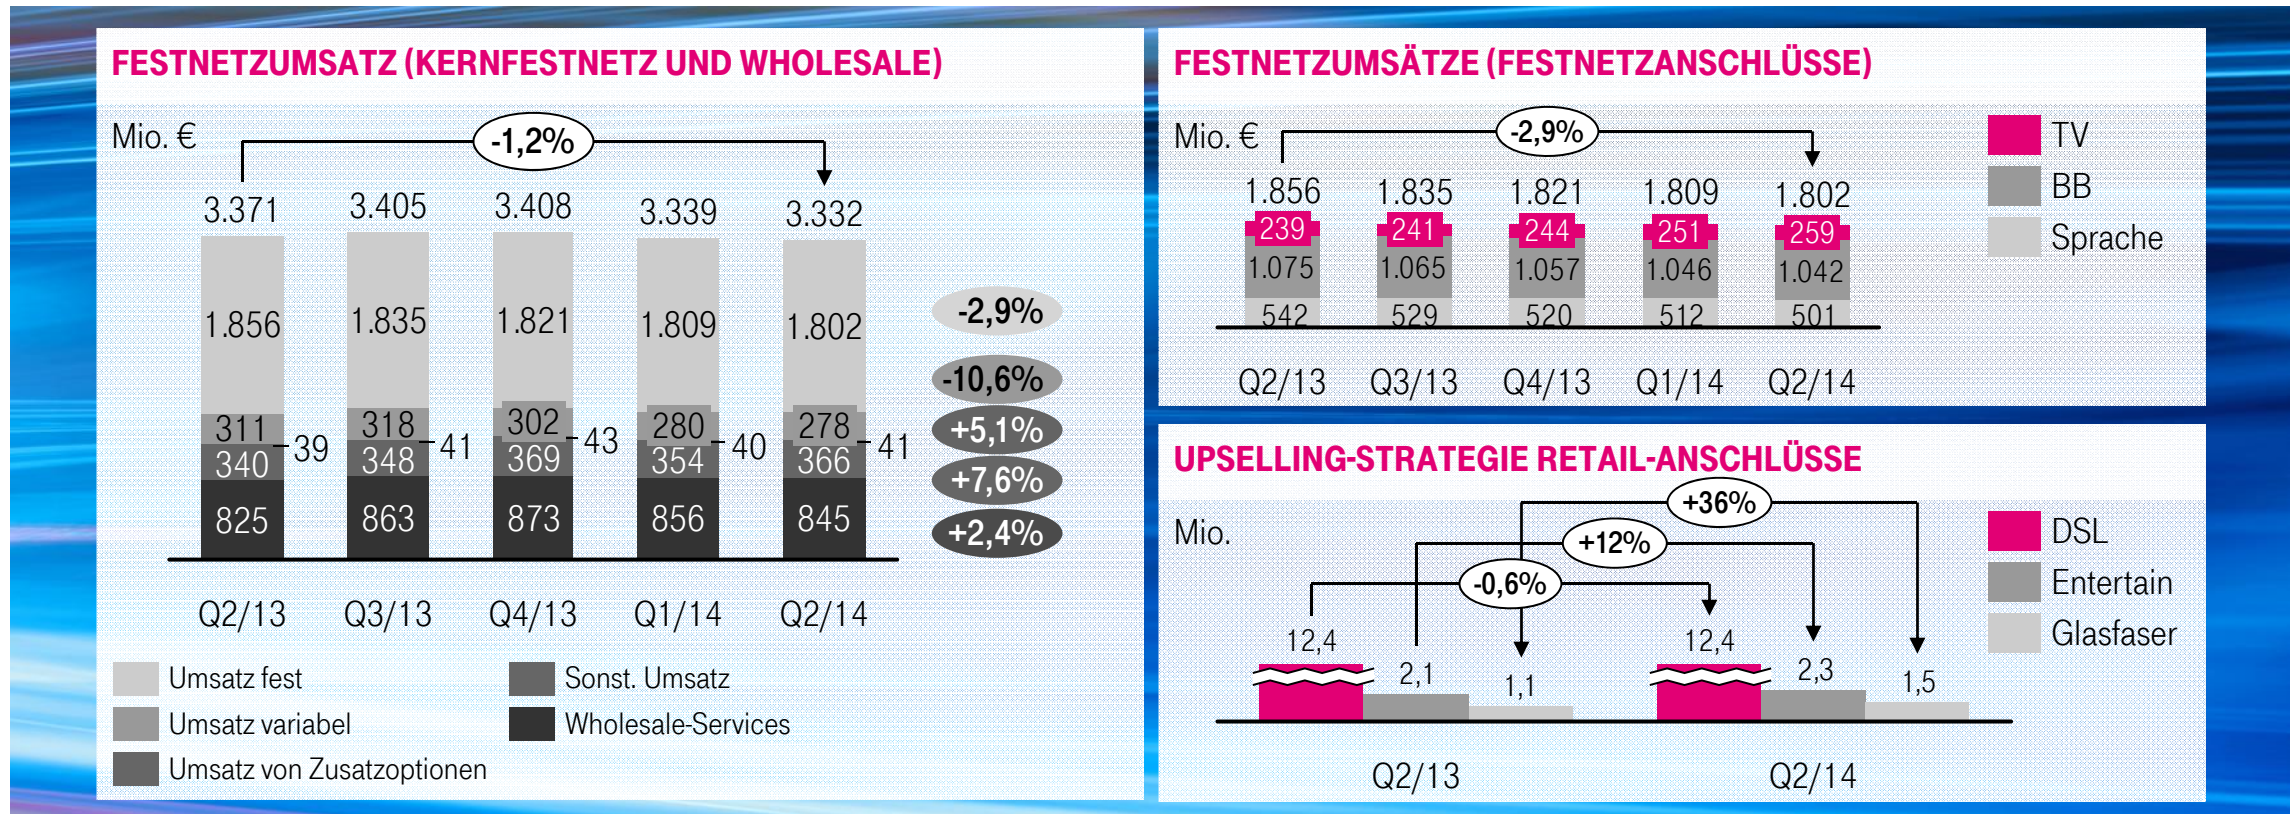 FESTNETZUMSATZ (KERNFESTNETZ UND WHOLESALE)
Mio. €
-1,2%
3.371 3.405 3.408 3.339 3.332
1.856 1.835 1.821 1.809 1.802
311 318 302 280 278
39 41 43 40 41
340 348 369 354 366
825 863 873 856 845
-2,9%
-10,6%
+5,1%
+7,6%
+2,4%
Q2/13 Q3/13 Q4/13 Q1/14 Q2/14
Umsatz fest
Umsatz variabel
Umsatz von Zusatzoptionen
Sonst. Umsatz
Wholesale-Services
FESTNETZUMSÄTZE (FESTNETZANSCHLÜSSE)
Mio. €
-2,9%
1.856 1.835 1.821 1.809 1.802
239 241 244 251 259
1.075 1.065 1.057 1.046 1.042
542 529 520 512 501
Q2/13 Q3/13 Q4/13 Q1/14 Q2/14
TV
BB
Sprache
UPSELLING-STRATEGIE RETAIL-ANSCHLÜSSE
Mio.
+36%
+12%
-0,6%
12,4 2,1 1,1 12,4 2,3 1,5
Q2/13 Q2/14
DSL
Entertain
Glasfaser